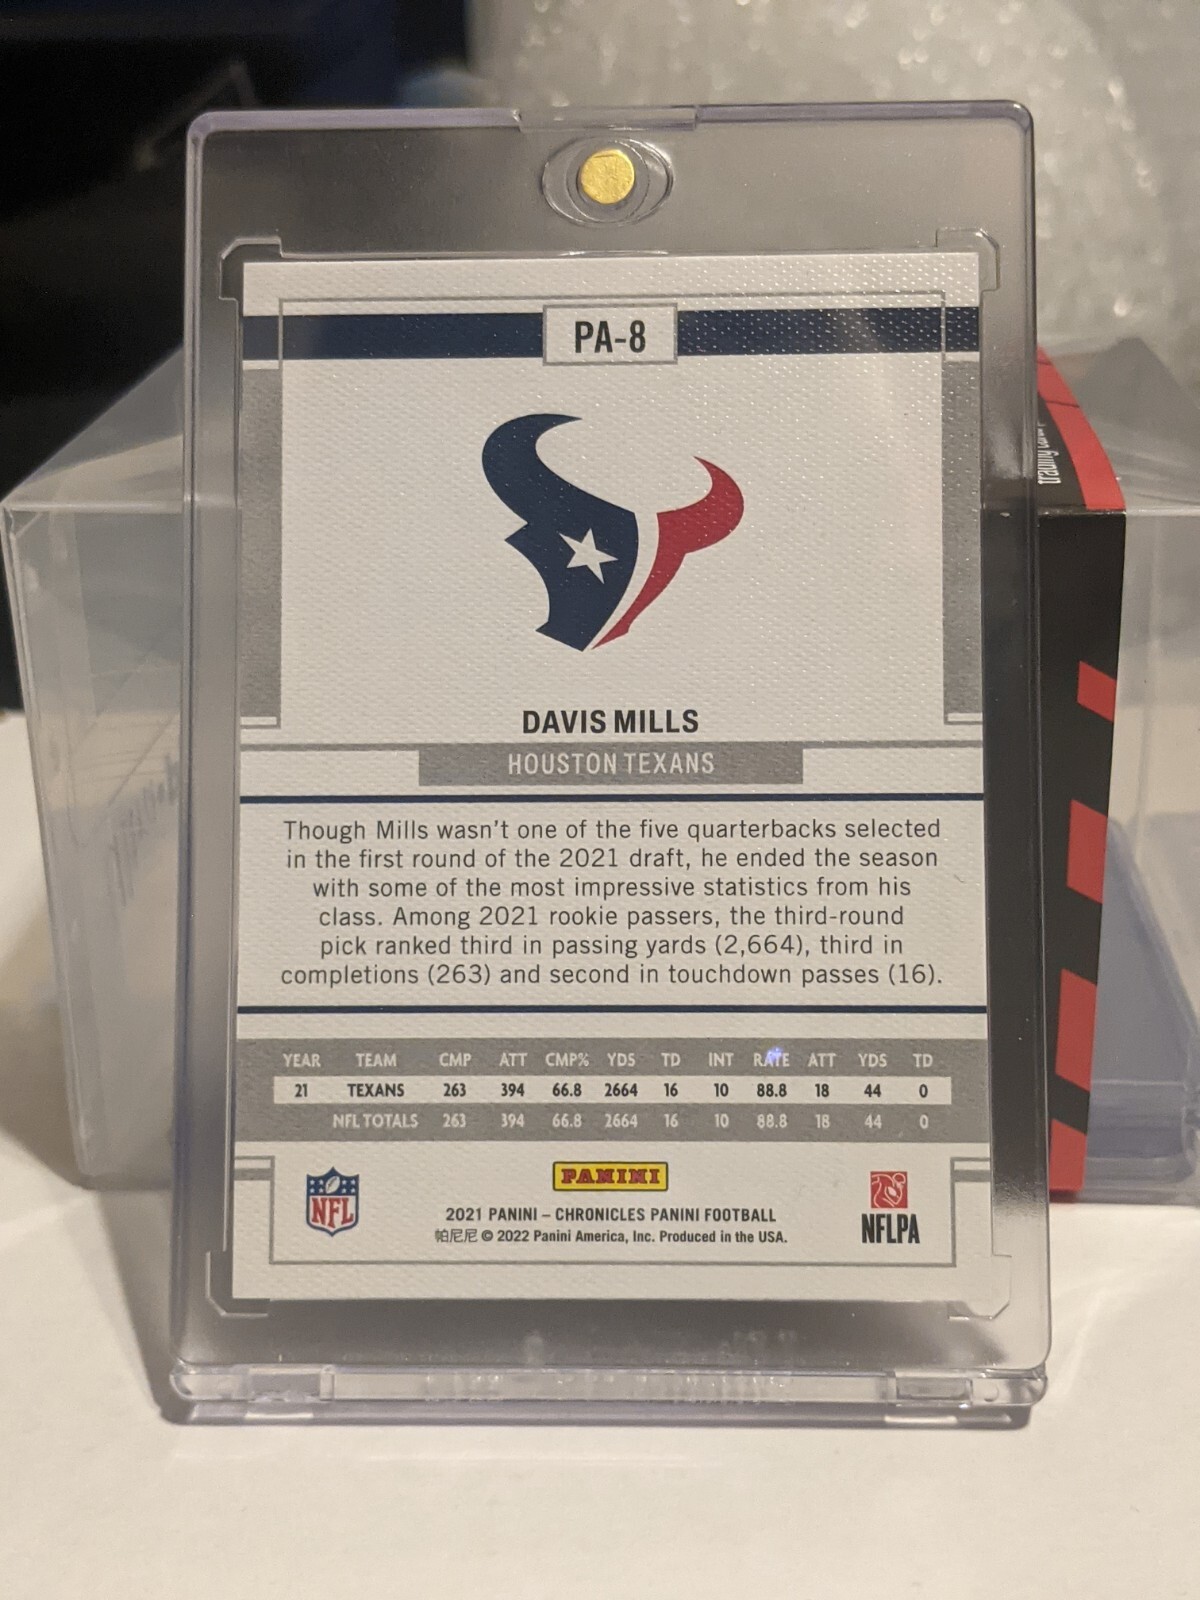 PA-8
DAVIS MILLS
HOUSTON TEXANS
Though Mills wasn't one of the five quarterbacks selected
in the first round of the 2021 draft, he ended the season
with some of the most impressive statistics from his
class. Among 2021 rookie passers, the third-round
pick ranked third in passing yards (2,664), third in
completions (263) and second in touchdown passes (16).
YEAR TEAM CMP ATT CMP% YDS TD INT RATE ATT YDS TD
21 TEXANS 263 394 66.8 2664 16 10 88.8 18 44 0
NFL TOTALS 263 394 66.8 2664 16 10 88.8 18 44 0
NFL
PANINI
NFLPA
2021 PANINI – CHRONICLES PANINI FOOTBALL
帕尼尼 © 2022 Panini America, Inc. Produced in the USA.
trading